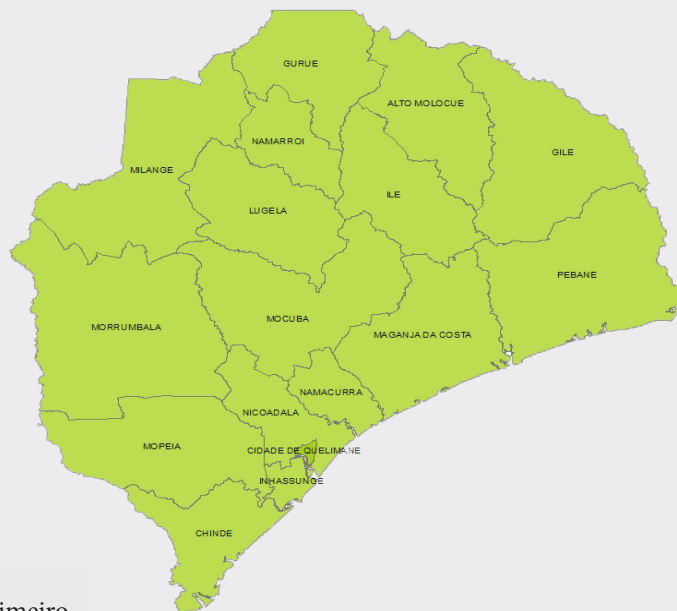 GURUE
ALTO MOLOCUE
NAMARROI
GILE
MILANGE
ILE
LUGELA
PEBANE
MOCUBA
MORRUMBALA
MAGANJA DA COSTA
NAMACURRA
NICOADALA
MOPEIA
CIDADE DE QUELIMANE
INHASSUNGE
CHINDE